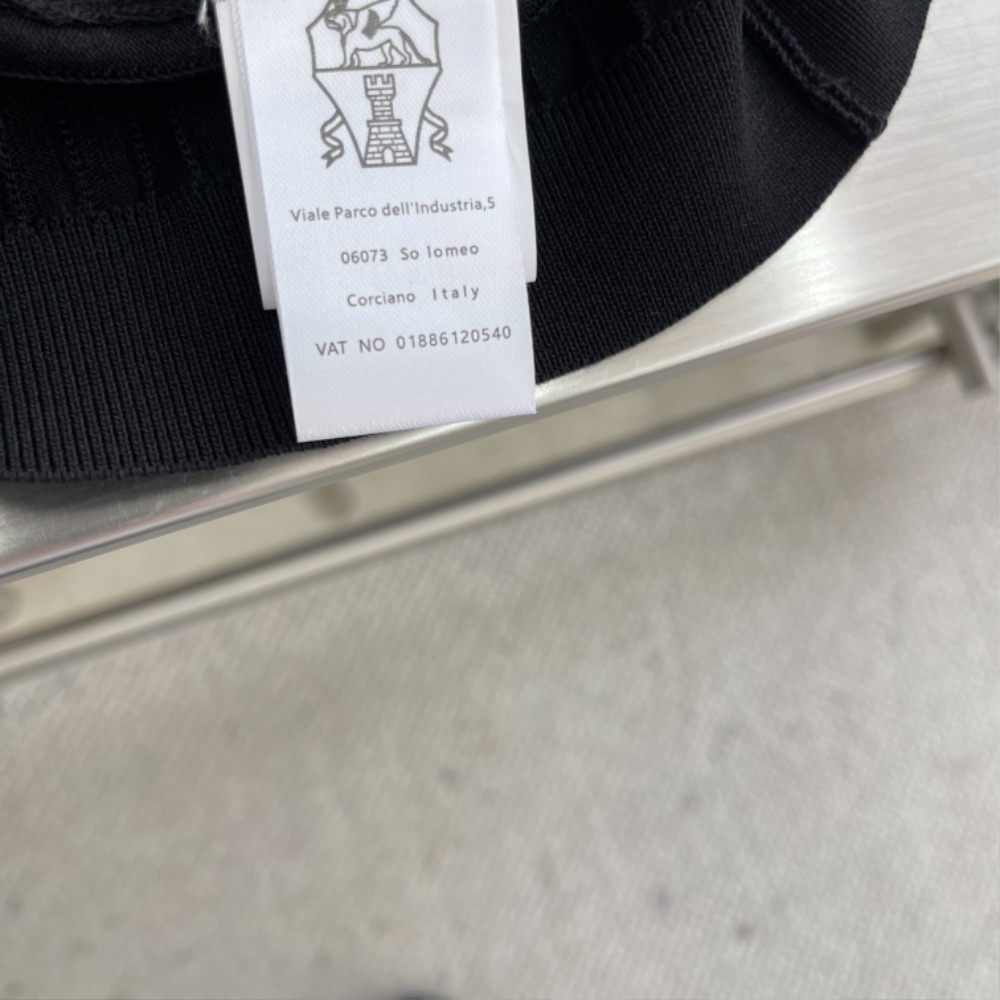 Viale Parco dell'Industria,5
06073 So lomeo
Corciano Italy
VAT NO 01886120540